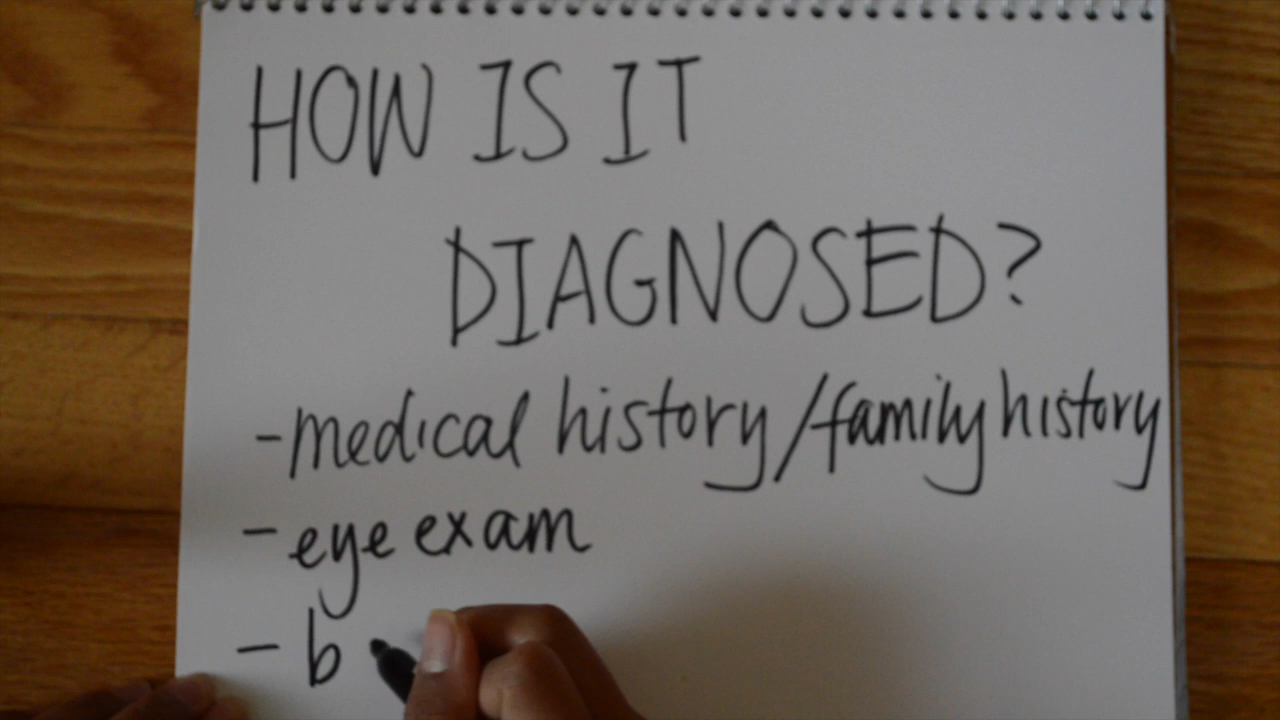 HOW IS IT
DIAGNOSED?
- medical history/family history
- eye exam
- b